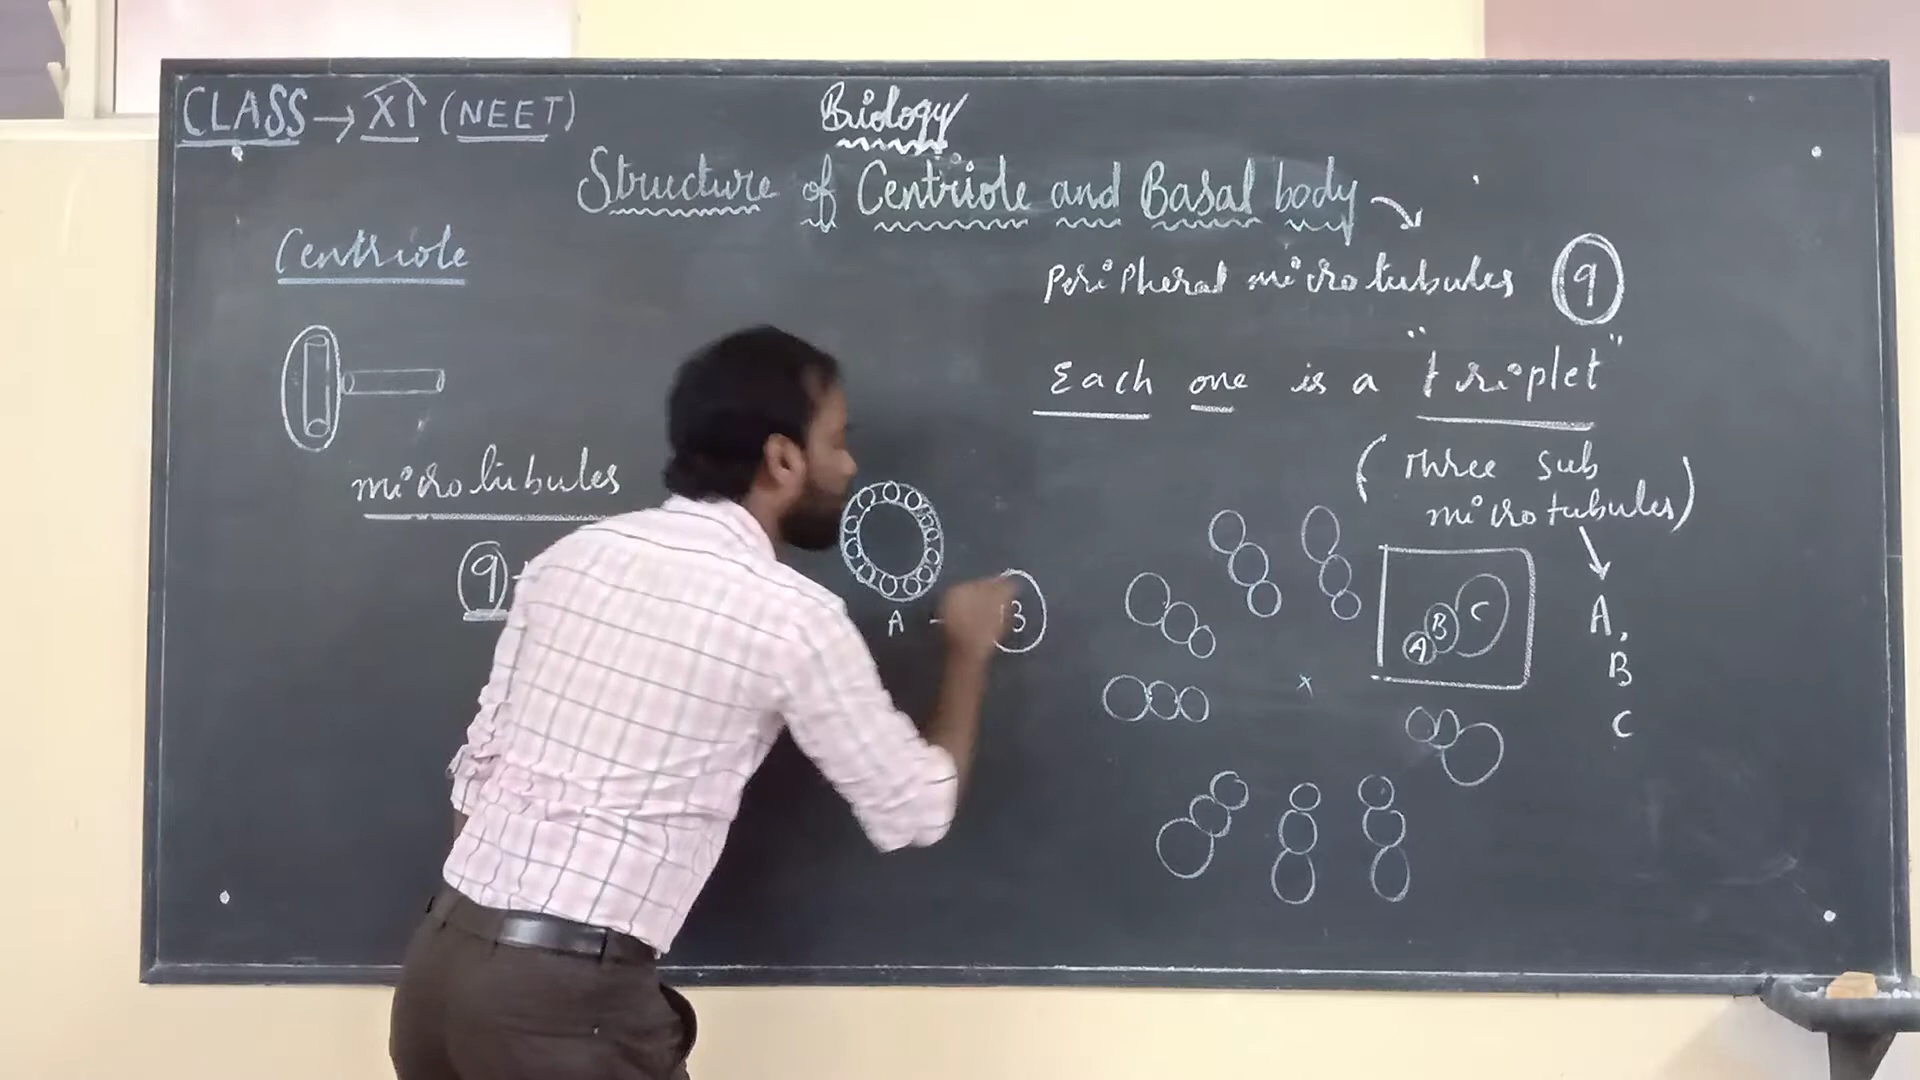 CLASS → XI (NEET)
Biology
Structure of Centriole and Basal body
Centriole
Peripheral microtubules 9
Each one is a "triplet"
(Three sub
microtubules)
microtubules
9
A
A B C
A,
B
C